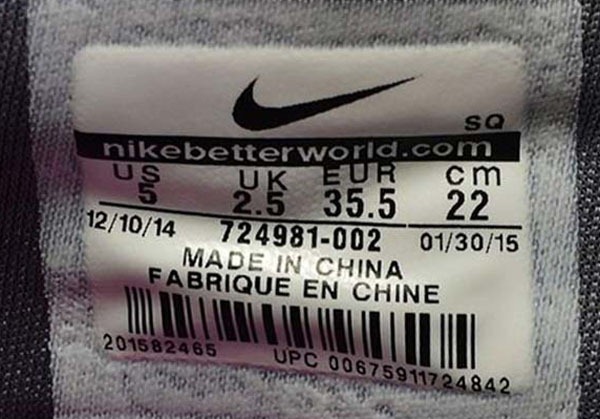 SQ
nikebetterworld.com
US UK EUR cm
5 2.5 35.5 22
12/10/14 724981-002 01/30/15
MADE IN CHINA
FABRIQUE EN CHINE
201582465 UPC 00675911724842